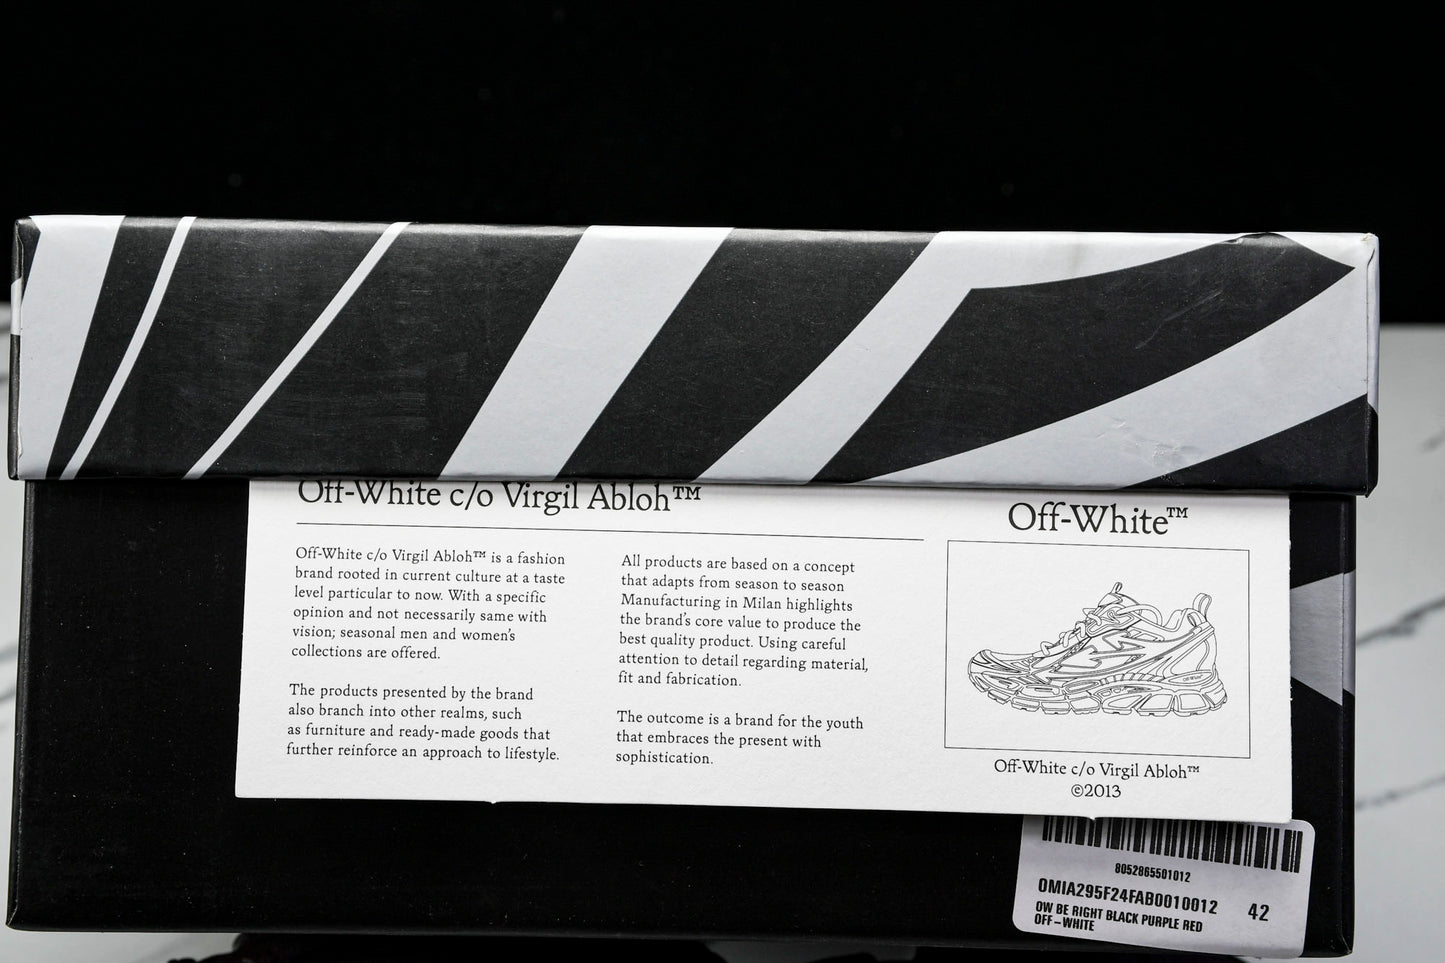 Off-White c/o Virgil Abloh™
Off-White c/o Virgil Abloh™ is a fashion
brand rooted in current culture at a taste
level particular to now. With a specific
opinion and not necessarily same with
vision; seasonal men and women's
collections are offered.
The products presented by the brand
also branch into other realms, such
as furniture and ready-made goods that
further reinforce an approach to lifestyle.
All products are based on a concept
that adapts from season to season
Manufacturing in Milan highlights
the brand's core value to produce the
best quality product. Using careful
attention to detail regarding material,
fit and fabrication.
The outcome is a brand for the youth
that embraces the present with
sophistication.
Off-White™
Off-White™
Off-White c/o Virgil Abloh™
©2013
8052865501012
OMIA295F24FAB0010012 42
OW BE RIGHT BLACK PURPLE RED
OFF-WHITE